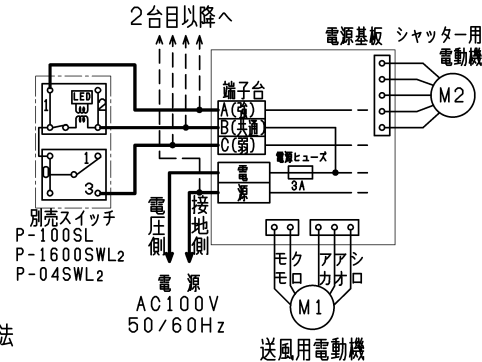 2台目以降へ
電源基板
シャッター用
電動機
M2
端子台
A(強)
B(共通)
C(弱)
電
源
電源ヒューズ
3A
LED
1
2
0
1
3
別売スイッチ
P-100SL
P-1600SWL2
P-04SWL2
電圧側
接地側
電 源
AC100V
50/60Hz
モモ
クロ
アカ
アオ
シロ
M1
送風用電動機
法